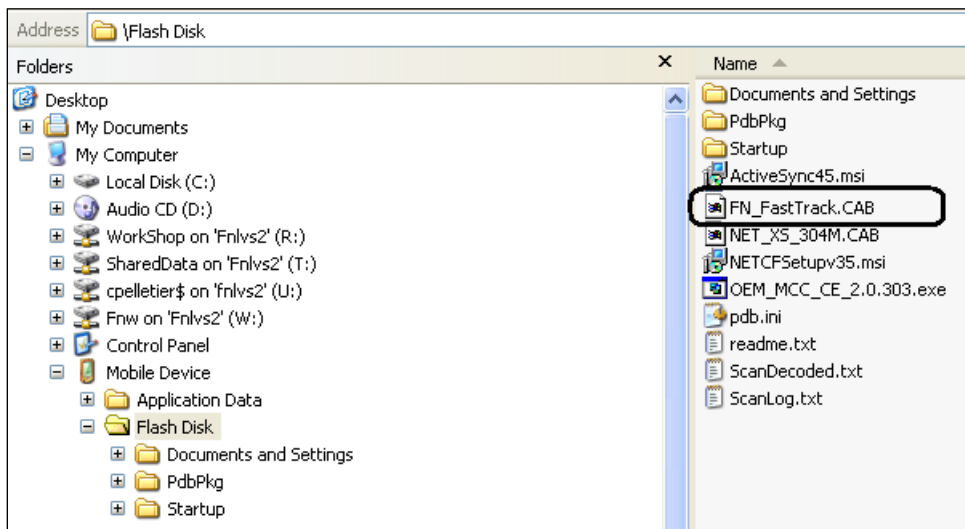 Address \Flash Disk
Folders
Desktop
My Documents
My Computer
Local Disk (C:)
Audio CD (D:)
WorkShop on 'Fnlvs2' (R:)
SharedData on 'Fnlvs2' (T:)
cpelletier$ on 'fnlvs2' (U:)
Fnw on 'Fnlvs2' (W:)
Control Panel
Mobile Device
Application Data
Flash Disk
Documents and Settings
PdbPkg
Startup
Name
Documents and Settings
PdbPkg
Startup
ActiveSync45.msi
FN_FastTrack.CAB
NET_XS_304M.CAB
NETCFSetupv35.msi
OEM_MCC_CE_2.0.303.exe
pdb.ini
readme.txt
ScanDecoded.txt
ScanLog.txt